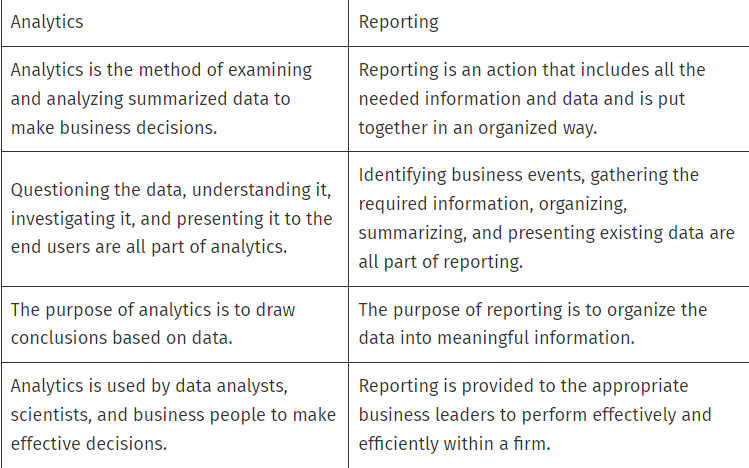 Analytics
Reporting
Analytics is the method of examining
and analyzing summarized data to
make business decisions.
Reporting is an action that includes all the
needed information and data and is put
together in an organized way.
Questioning the data, understanding it,
investigating it, and presenting it to the
end users are all part of analytics.
Identifying business events, gathering the
required information, organizing,
summarizing, and presenting existing data are
all part of reporting.
The purpose of analytics is to draw
conclusions based on data.
The purpose of reporting is to organize the
data into meaningful information.
Analytics is used by data analysts,
scientists, and business people to make
effective decisions.
Reporting is provided to the appropriate
business leaders to perform effectively and
efficiently within a firm.